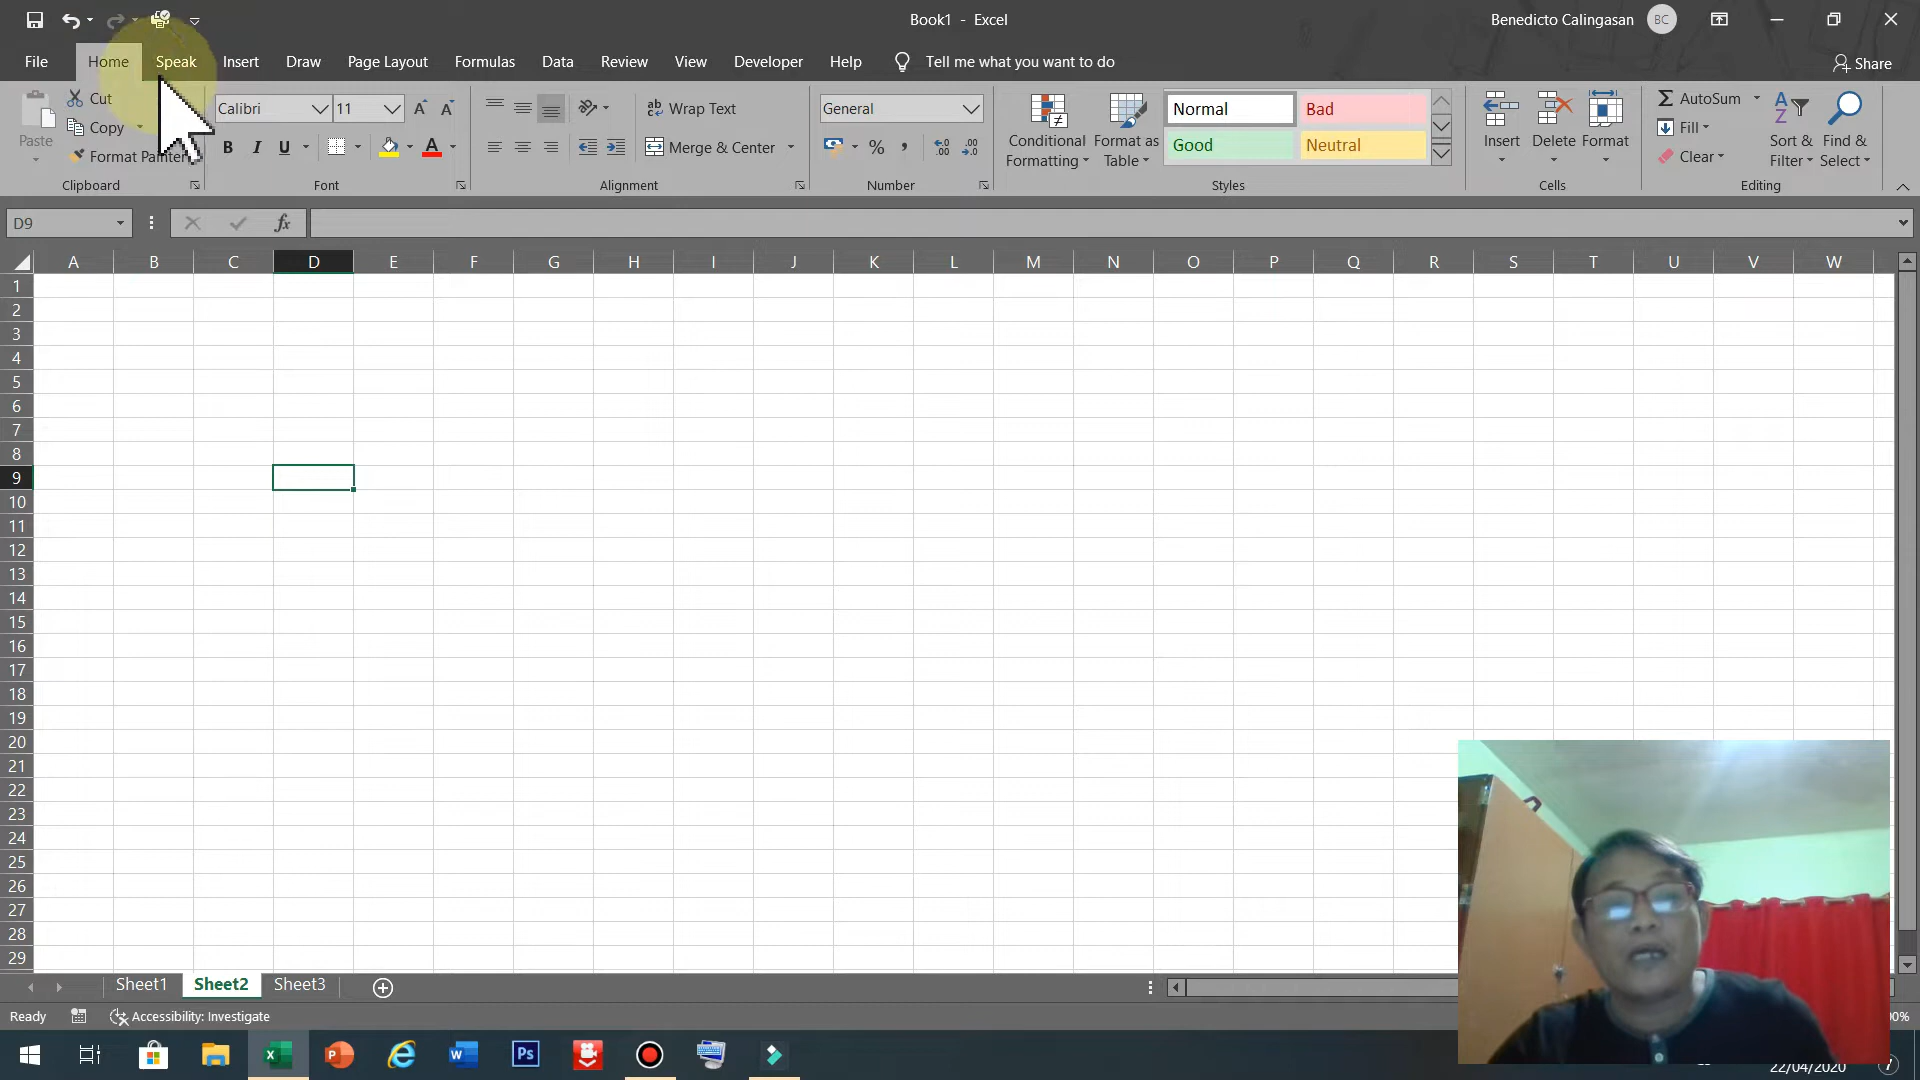 Book1 - Excel
Benedicto Calingasan BC
File Home Speak Insert Draw Page Layout Formulas Data Review View Developer Help Tell me what you want to do Share
Paste
Cut
Copy
Format Painter
Clipboard
Calibri 11
B I U A
Font
ab Wrap Text
Merge & Center
Alignment
General
% ,
Number
Conditional Formatting
Format as Table
Normal Bad
Good Neutral
Styles
Insert Delete Format
Cells
Σ AutoSum
Fill
Clear
Sort & Filter
Find & Select
Editing
D9 fx
A B C D E F G H I J K L M N O P Q R S T U V W
1
2
3
4
5
6
7
8
9
10
11
12
13
14
15
16
17
18
19
20
21
22
23
24
25
26
27
28
29
Sheet1 Sheet2 Sheet3
Ready Accessibility: Investigate
22/04/2020